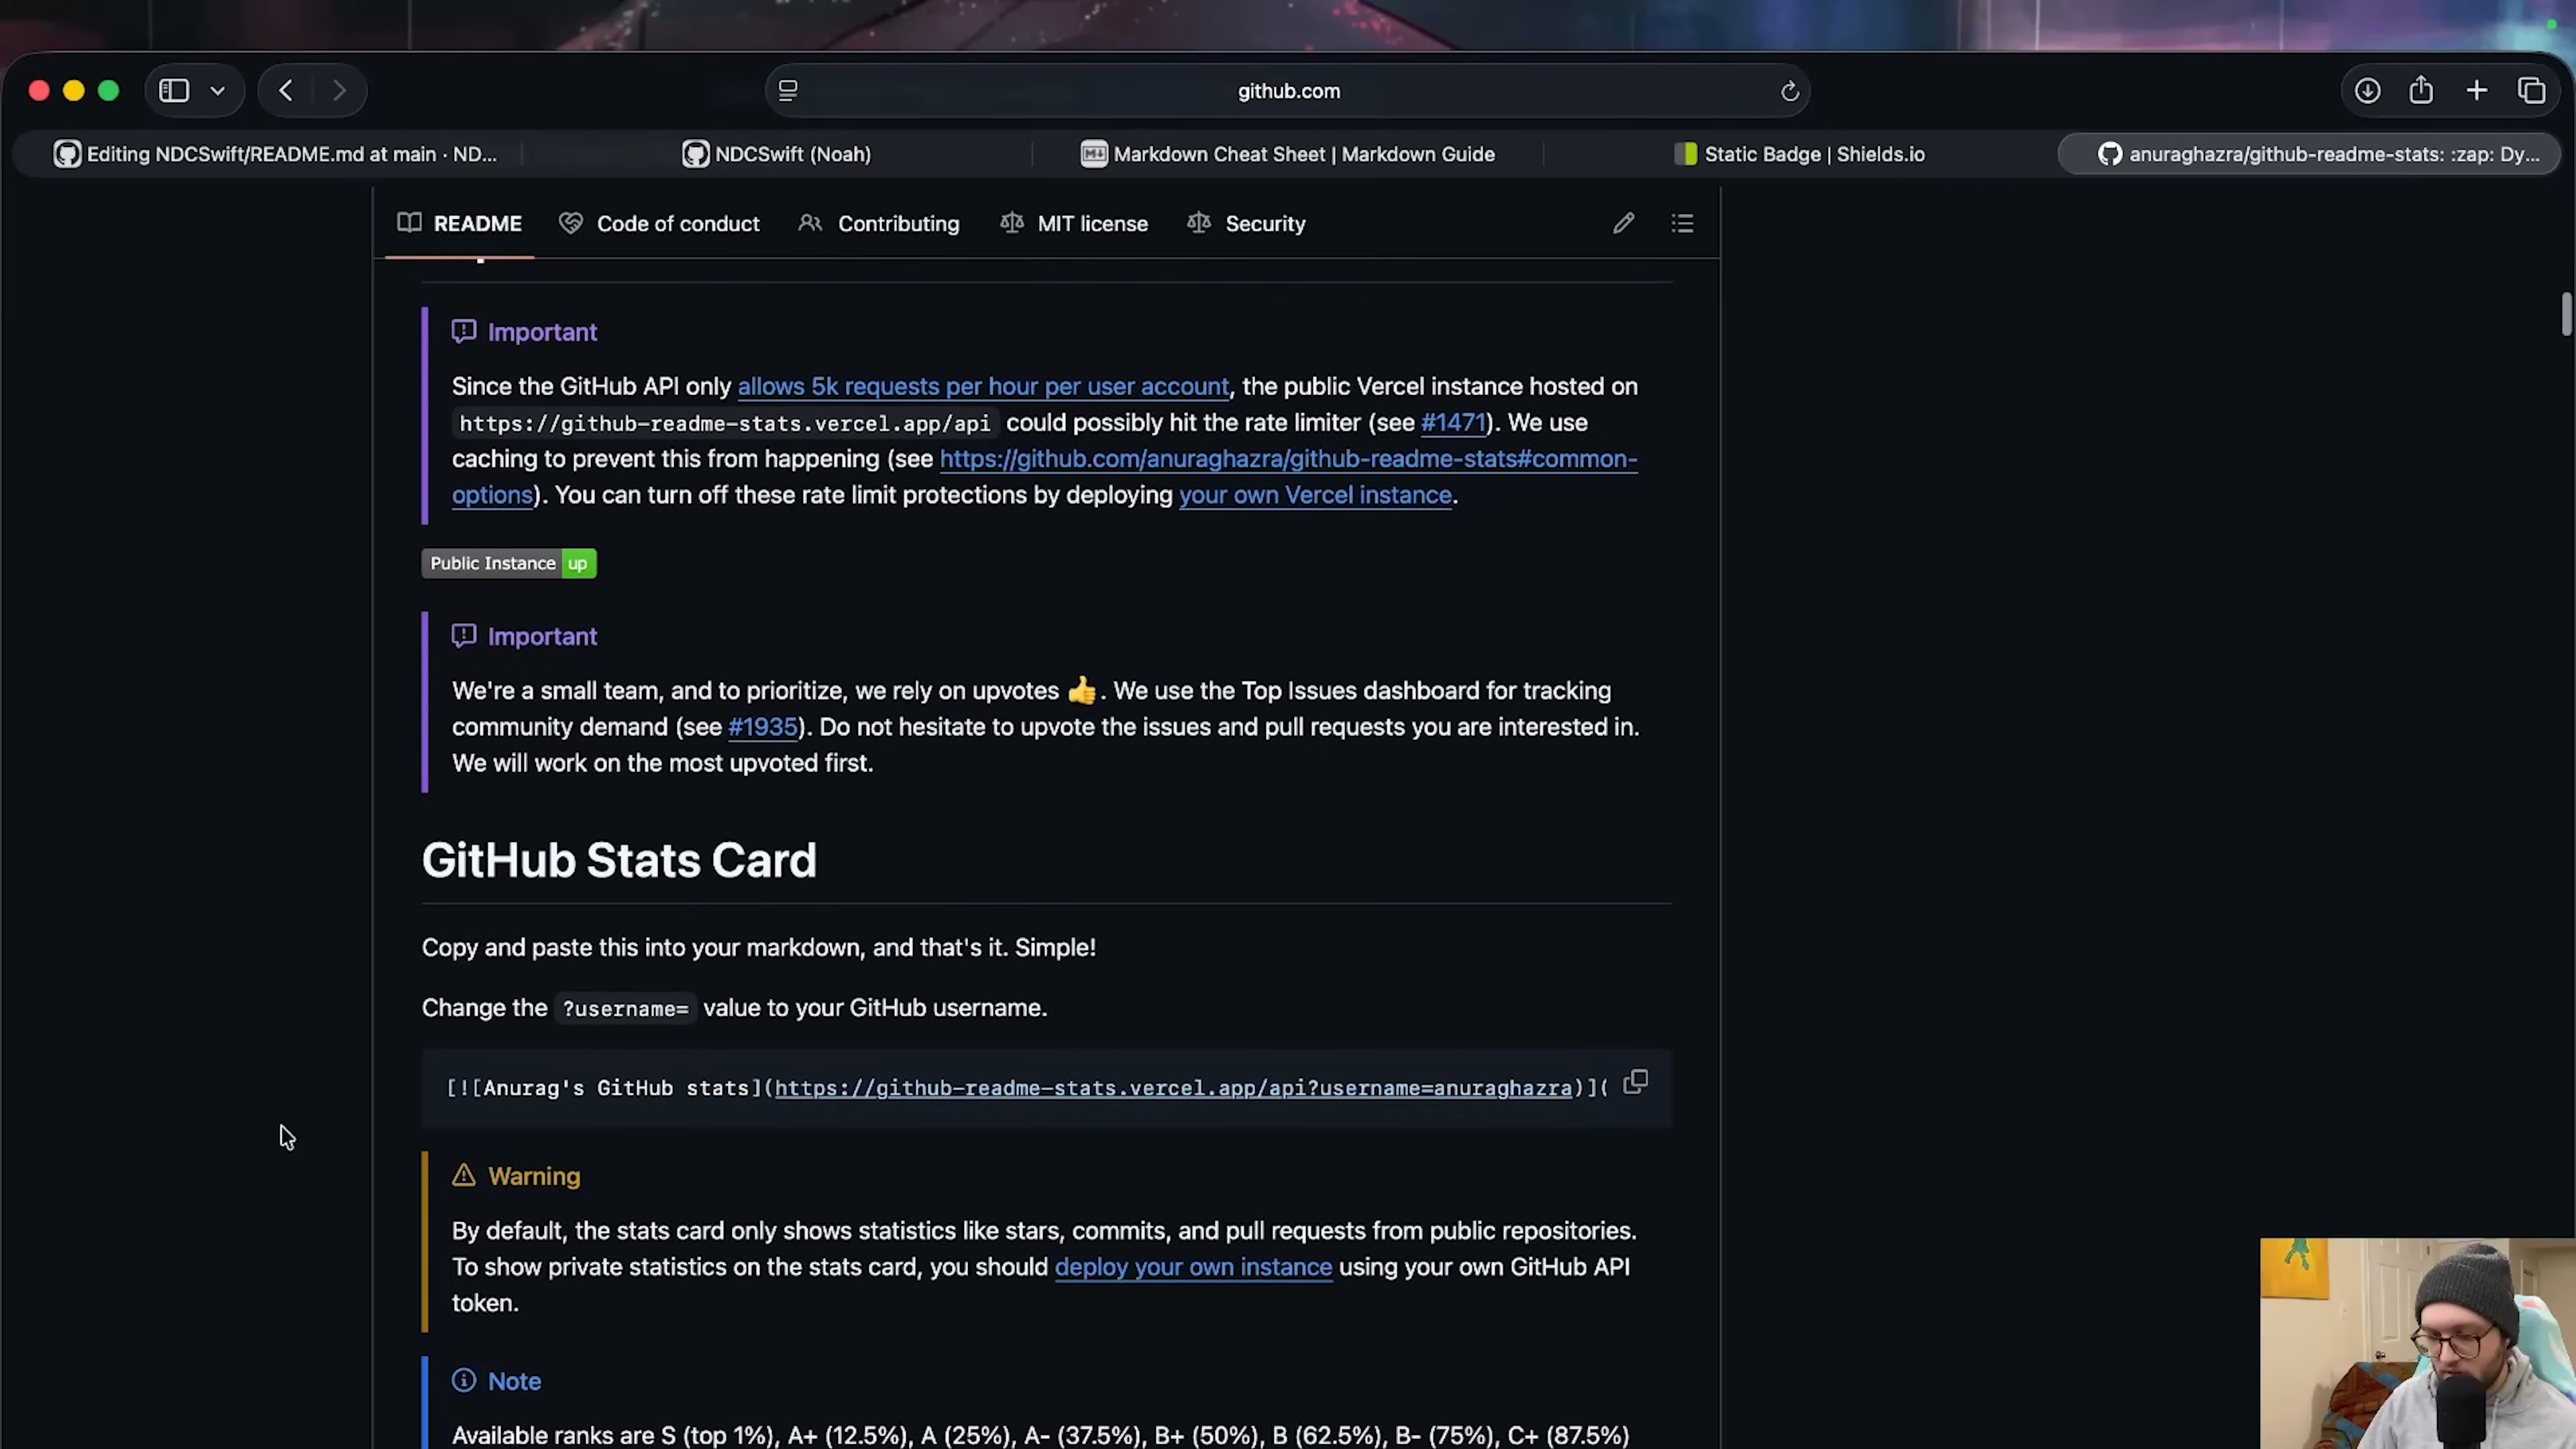 github.com
Editing NDCSwift/README.md at main · ND...
NDCSwift (Noah)
Markdown Cheat Sheet | Markdown Guide
Static Badge | Shields.io
anuraghazra/github-readme-stats: :zap: Dy...
README
Code of conduct
Contributing
MIT license
Security
Important
Since the GitHub API only allows 5k requests per hour per user account, the public Vercel instance hosted on
https://github-readme-stats.vercel.app/api could possibly hit the rate limiter (see #1471). We use
caching to prevent this from happening (see https://github.com/anuraghazra/github-readme-stats#common-
options). You can turn off these rate limit protections by deploying your own Vercel instance.
Public Instance up
Important
We're a small team, and to prioritize, we rely on upvotes 👍. We use the Top Issues dashboard for tracking
community demand (see #1935). Do not hesitate to upvote the issues and pull requests you are interested in.
We will work on the most upvoted first.
GitHub Stats Card
Copy and paste this into your markdown, and that's it. Simple!
Change the ?username= value to your GitHub username.
[![Anurag's GitHub stats](https://github-readme-stats.vercel.app/api?username=anuraghazra)](
Warning
By default, the stats card only shows statistics like stars, commits, and pull requests from public repositories.
To show private statistics on the stats card, you should deploy your own instance using your own GitHub API
token.
Note
Available ranks are S (top 1%), A+ (12.5%), A (25%), A- (37.5%), B+ (50%), B (62.5%), B- (75%), C+ (87.5%)